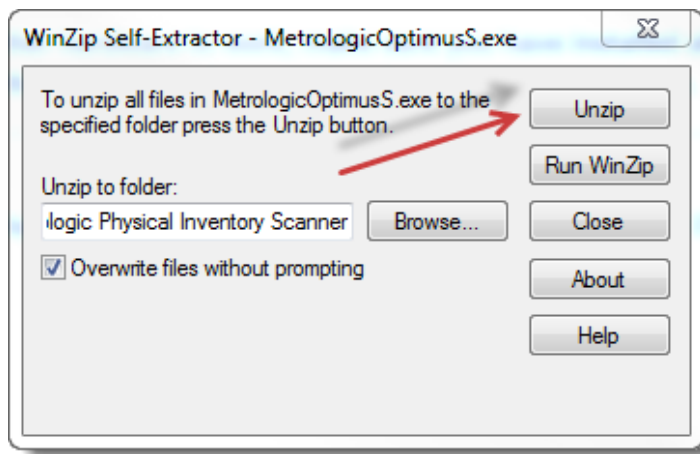 WinZip Self-Extractor - MetrologicOptimusS.exe
To unzip all files in MetrologicOptimusS.exe to the
specified folder press the Unzip button.
Unzip to folder:
Physical Inventory Scanner
Browse...
Overwrite files without prompting
Unzip
Run WinZip
Close
About
Help